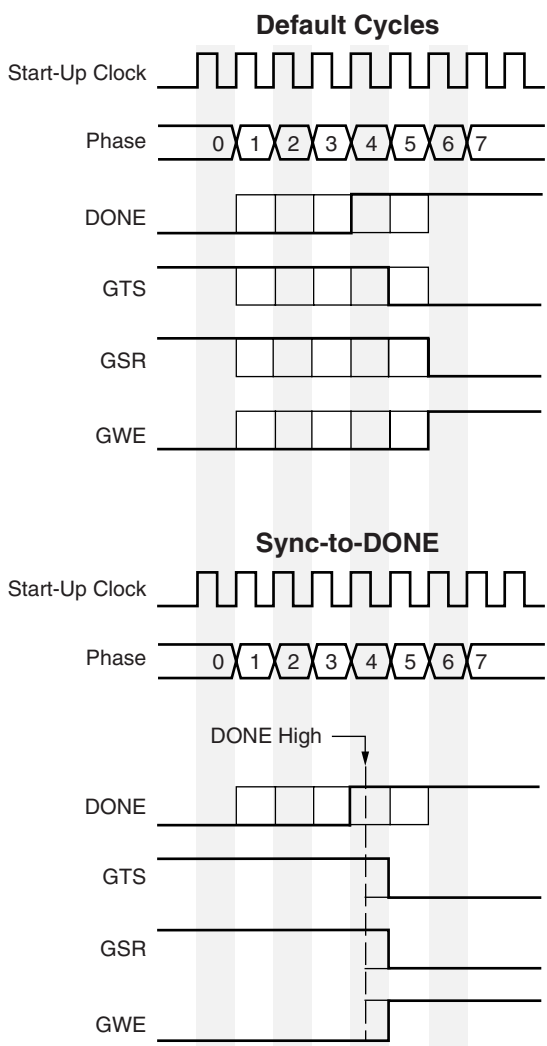 Default Cycles
Start-Up Clock
Phase 0 1 2 3 4 5 6 7
DONE
GTS
GSR
GWE
Sync-to-DONE
Start-Up Clock
Phase 0 1 2 3 4 5 6 7
DONE High
DONE
GTS
GSR
GWE